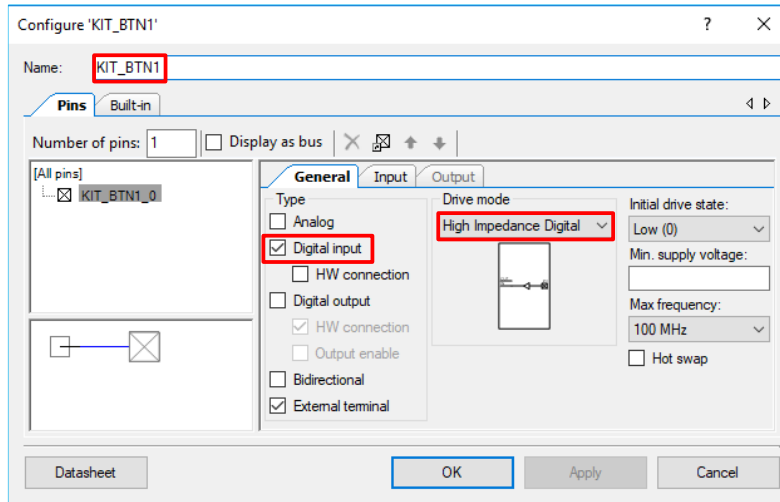 Configure 'KIT_BTN1'
?
Name: KIT_BTN1
Pins Built-in
Number of pins: 1 Display as bus
[All pins]
KIT_BTN1_0
General Input Output
Type
Analog
Digital input
HW connection
Digital output
HW connection
Output enable
Bidirectional
External terminal
Drive mode
High Impedance Digital
Initial drive state:
Low (0)
Min. supply voltage:
Max frequency:
100 MHz
Hot swap
Datasheet OK Apply Cancel